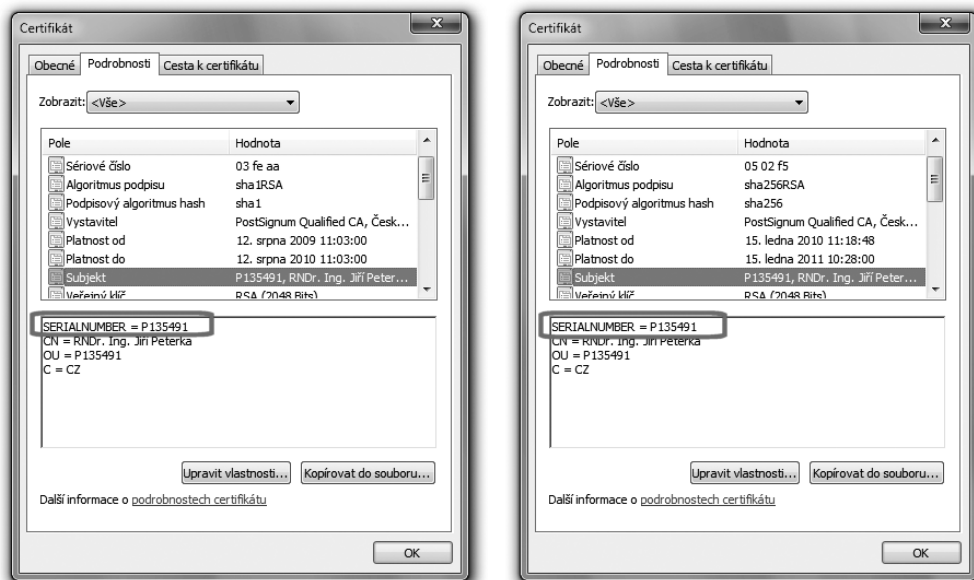 Certifikát
Obecné Podrobnosti Cesta k certifikátu
Zobrazit: <Vše>
Pole Hodnota
Sériové číslo 03 fe aa
Algoritmus podpisu sha1RSA
Podpisový algoritmus hash sha1
Vystavitel PostSignum Qualified CA, Česk...
Platnost od 12. srpna 2009 11:03:00
Platnost do 12. srpna 2010 11:03:00
Subjekt P135491, RNDr. Ing. Jiří Peter...
Veřejný klíč RSA (2048 Bits)
SERIALNUMBER = P135491
CN = RNDr. Ing. Jiří Peterka
OU = P135491
C = CZ
Upravit vlastnosti... Kopírovat do souboru...
Další informace o podrobnostech certifikátu
OK
Certifikát
Obecné Podrobnosti Cesta k certifikátu
Zobrazit: <Vše>
Pole Hodnota
Sériové číslo 05 02 f5
Algoritmus podpisu sha256RSA
Podpisový algoritmus hash sha256
Vystavitel PostSignum Qualified CA, Česk...
Platnost od 15. ledna 2010 11:18:48
Platnost do 15. ledna 2011 10:28:00
Subjekt P135491, RNDr. Ing. Jiří Peter...
Veřejný klíč RSA (2048 Bits)
SERIALNUMBER = P135491
CN = RNDr. Ing. Jiří Peterka
OU = P135491
C = CZ
Upravit vlastnosti... Kopírovat do souboru...
Další informace o podrobnostech certifikátu
OK